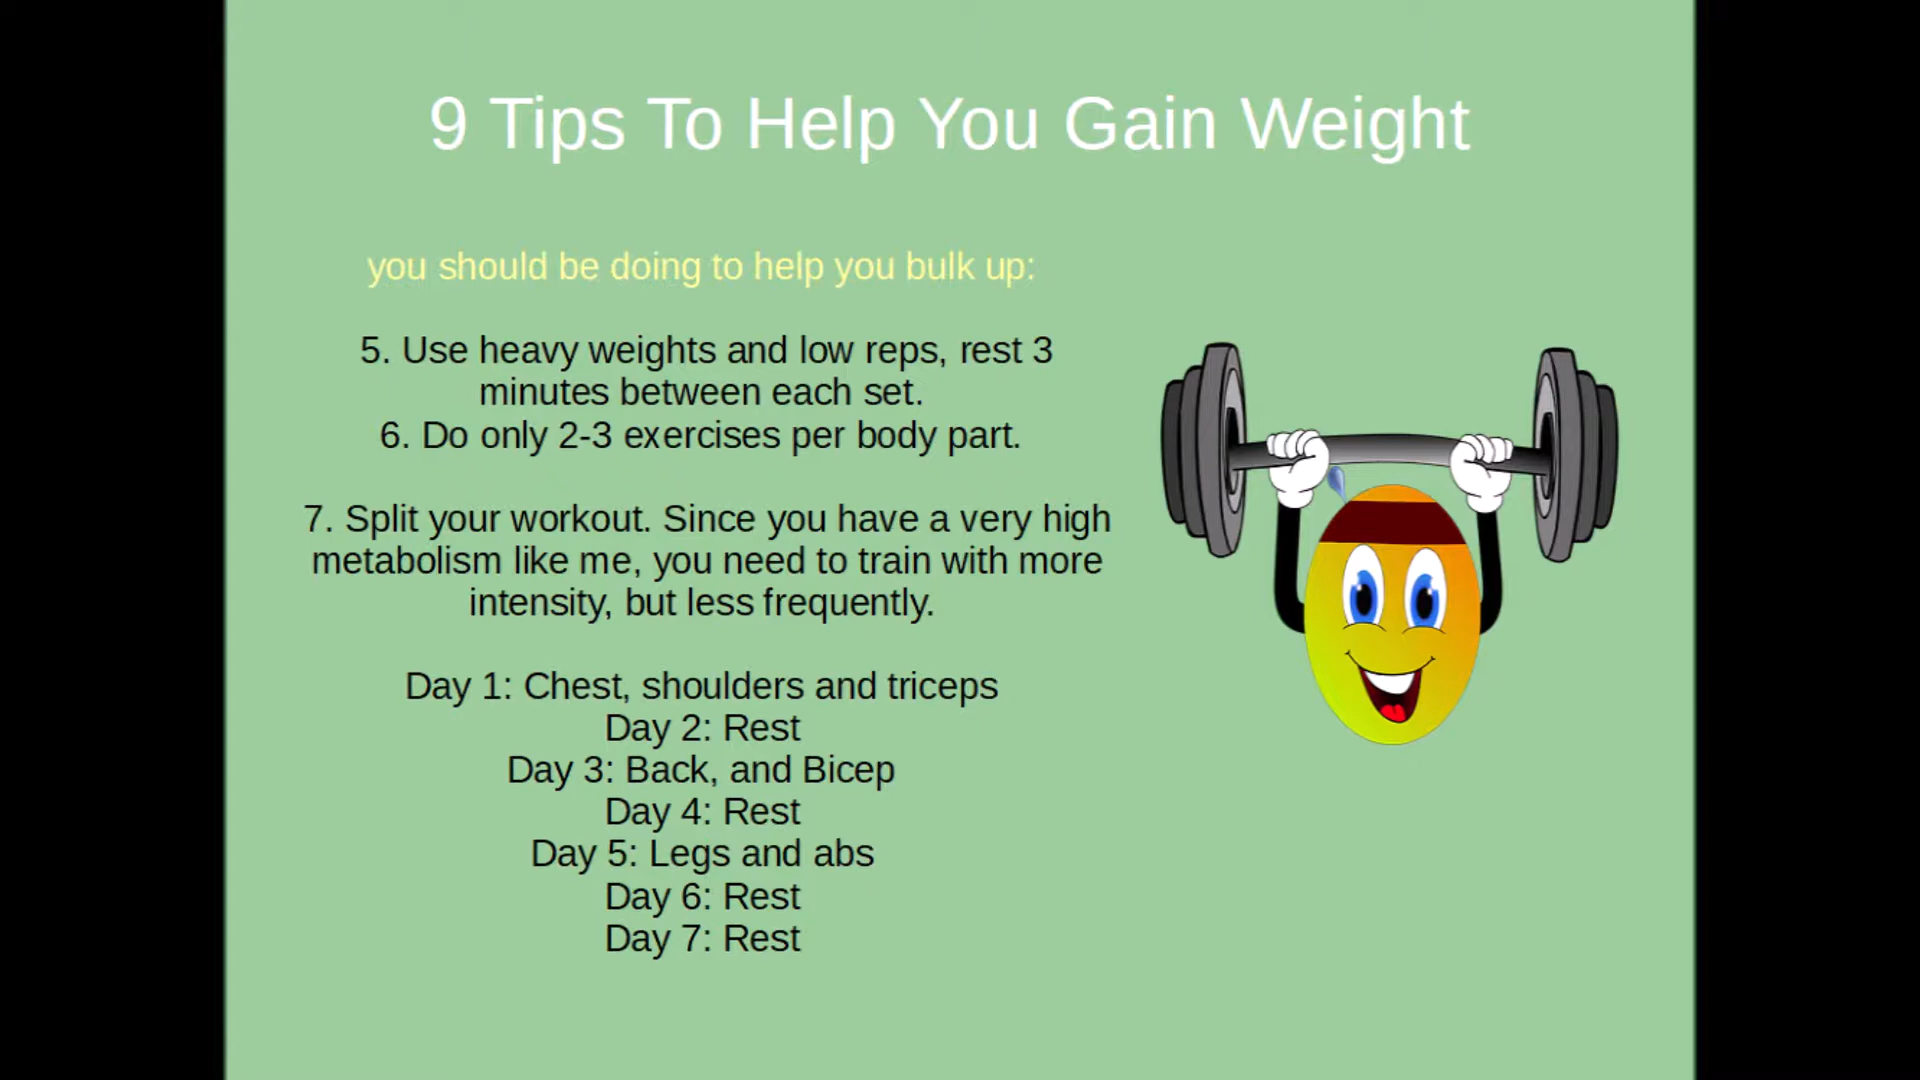 9 Tips To Help You Gain Weight
you should be doing to help you bulk up:
5. Use heavy weights and low reps, rest 3
minutes between each set.
6. Do only 2-3 exercises per body part.
7. Split your workout. Since you have a very high
metabolism like me, you need to train with more
intensity, but less frequently.
Day 1: Chest, shoulders and triceps
Day 2: Rest
Day 3: Back, and Bicep
Day 4: Rest
Day 5: Legs and abs
Day 6: Rest
Day 7: Rest